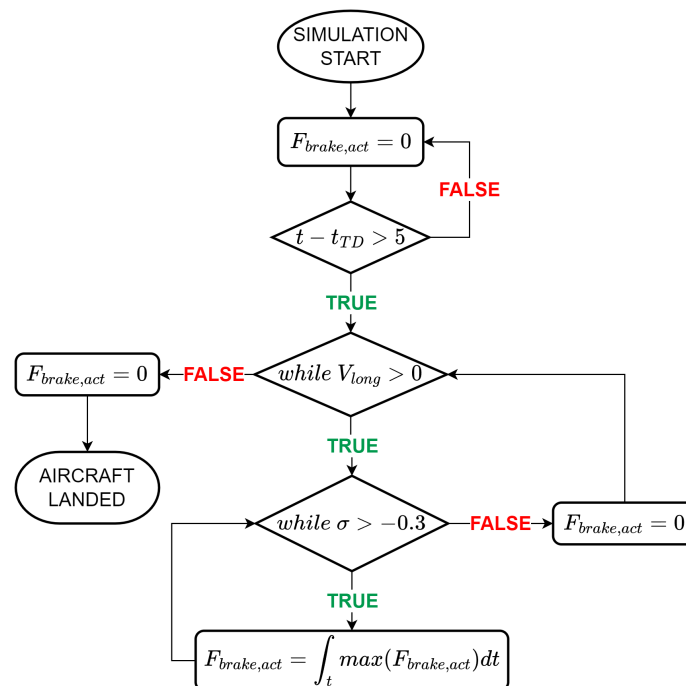 SIMULATION
START
F_{brake,act} = 0
FALSE
t − t_{TD} > 5
TRUE
F_{brake,act} = 0
FALSE
while V_{long} > 0
TRUE
AIRCRAFT
LANDED
while σ > −0.3
FALSE
F_{brake,act} = 0
TRUE
F_{brake,act} = ∫_t max(F_{brake,act})dt